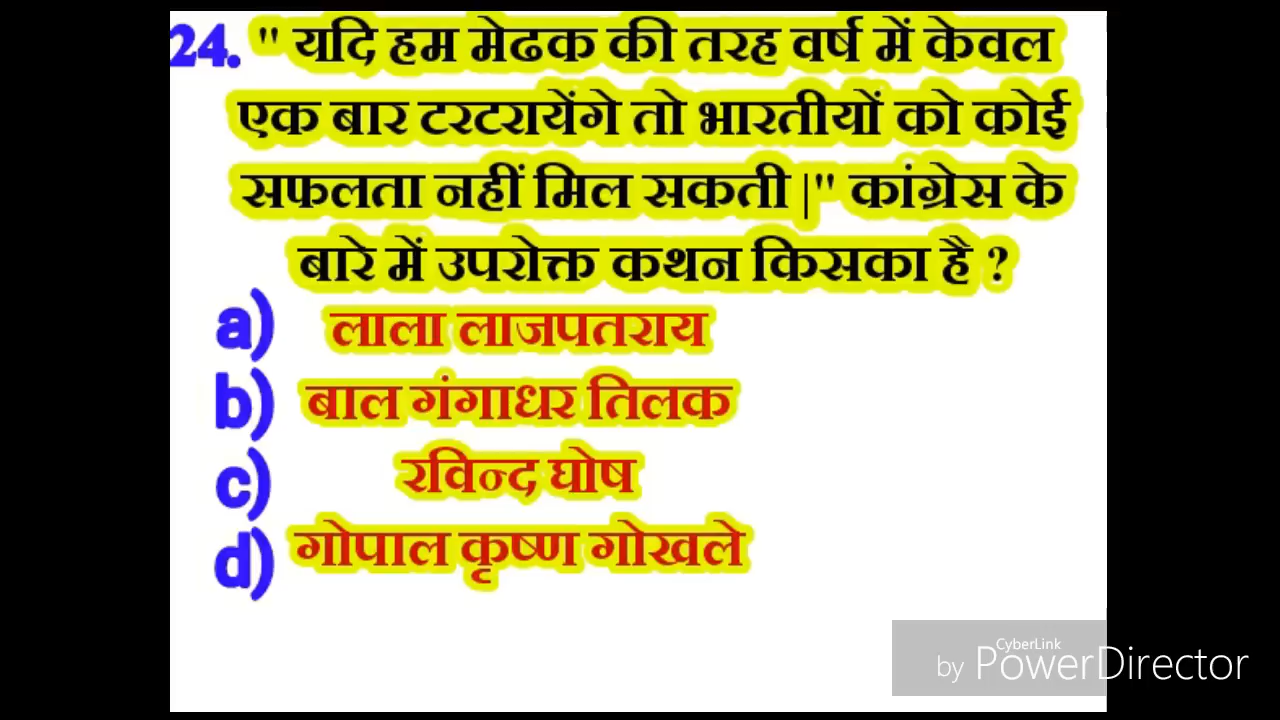 24. " यदि हम मेढक की तरह वर्ष में केवल
एक बार टरटरायेंगे तो भारतीयों को कोई
सफलता नहीं मिल सकती |" कांग्रेस के
बारे में उपरोक्त कथन किसका है ?
a) लाला लाजपतराय
b) बाल गंगाधर तिलक
c) रविन्द घोष
d) गोपाल कृष्ण गोखले
CyberLink
by PowerDirector